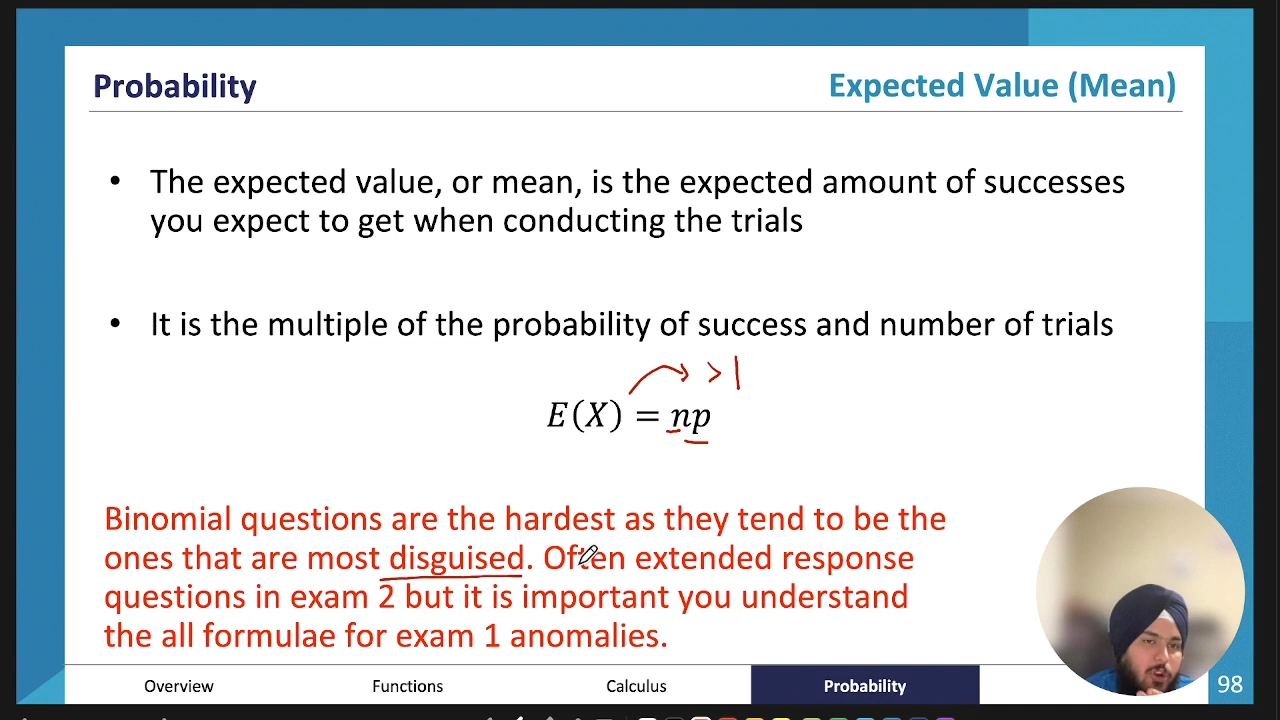 Probability
Expected Value (Mean)
• The expected value, or mean, is the expected amount of successes
you expect to get when conducting the trials
• It is the multiple of the probability of success and number of trials
> 1
E(X) = np
Binomial questions are the hardest as they tend to be the
ones that are most disguised. Often extended response
questions in exam 2 but it is important you understand
the all formulae for exam 1 anomalies.
Overview
Functions
Calculus
Probability
98